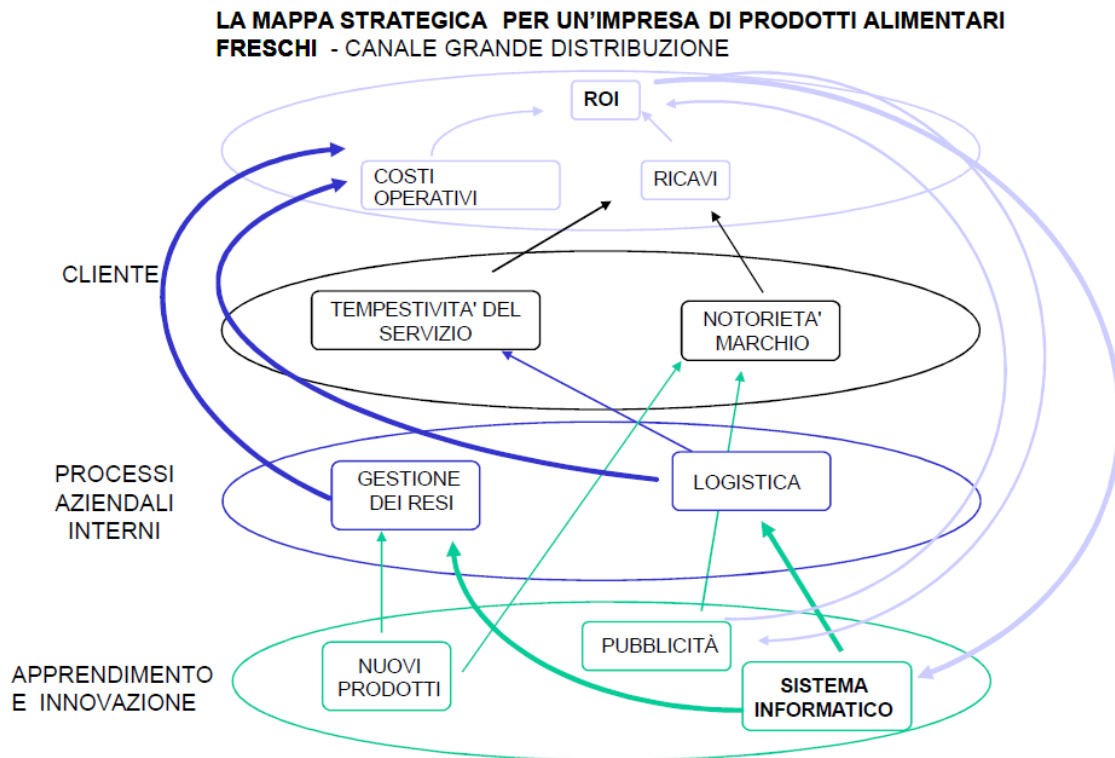 LA MAPPA STRATEGICA PER UN'IMPRESA DI PRODOTTI ALIMENTARI
FRESCHI - CANALE GRANDE DISTRIBUZIONE
ROI
COSTI
OPERATIVI
RICAVI
CLIENTE
TEMPESTIVITA' DEL
SERVIZIO
NOTORIETA'
MARCHIO
PROCESSI
AZIENDALI
INTERNI
GESTIONE
DEI RESI
LOGISTICA
APPRENDIMENTO
E INNOVAZIONE
NUOVI
PRODOTTI
PUBBLICITÀ
SISTEMA
INFORMATICO